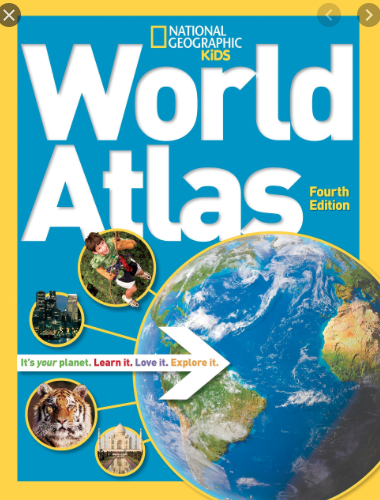 NATIONAL
GEOGRAPHIC
KiDS
World
Atlas
Fourth
Edition
It's your planet. Learn it. Love it. Explore it.